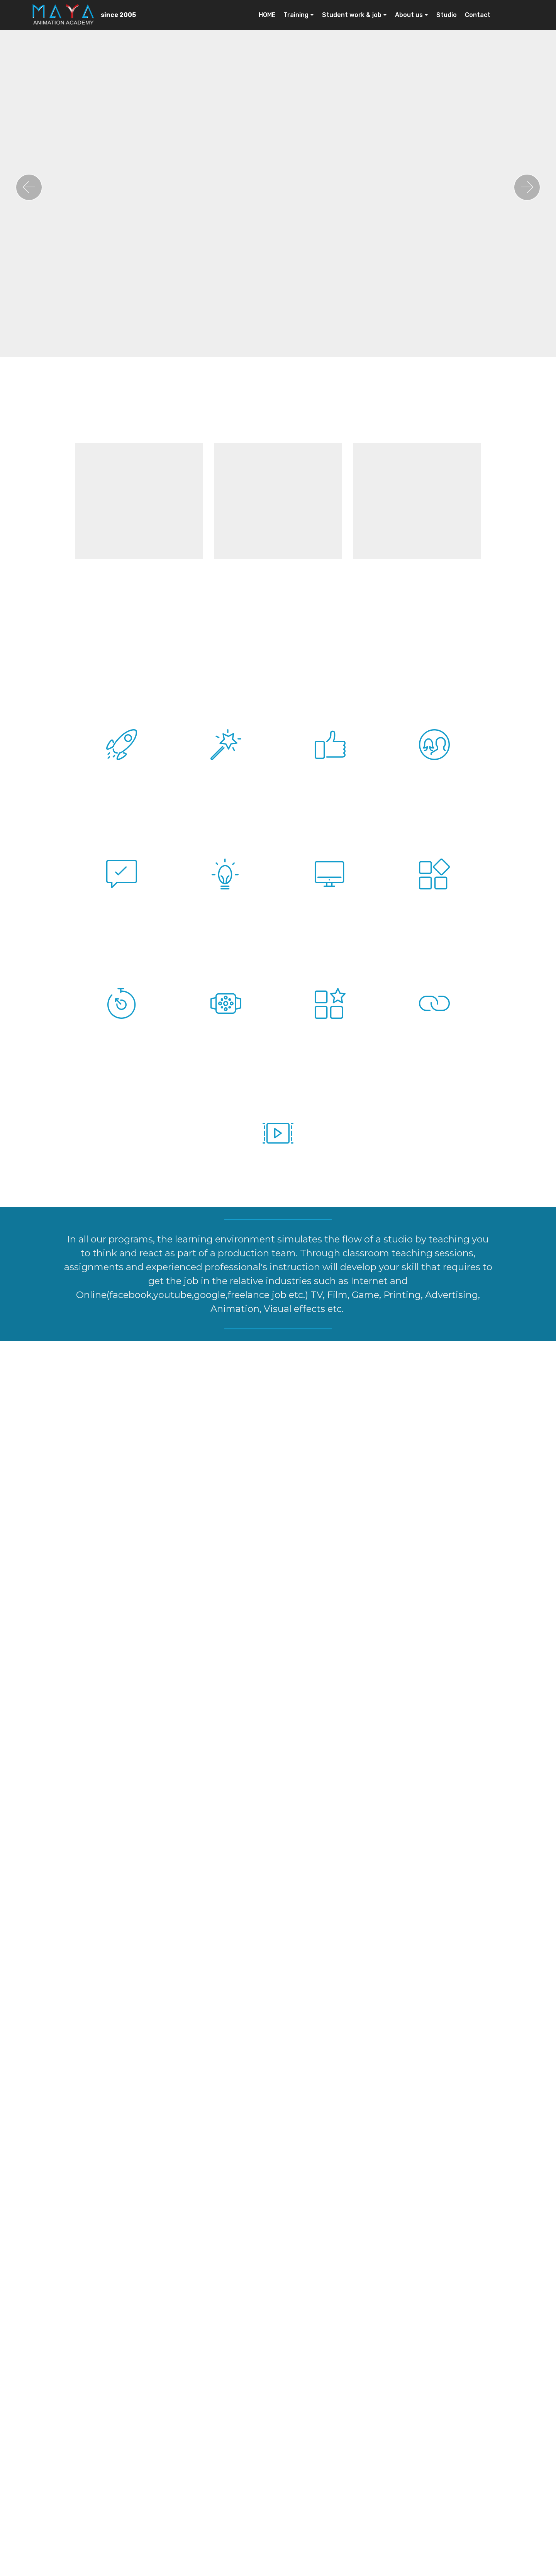 MAYA
ANIMATION ACADEMY
since 2005
HOME
Training
Student work & job
About us
Studio
Contact
In all our programs, the learning environment simulates the flow of a studio by teaching you
to think and react as part of a production team. Through classroom teaching sessions,
assignments and experienced professional's instruction will develop your skill that requires to
get the job in the relative industries such as Internet and
Online(facebook,youtube,google,freelance job etc.) TV, Film, Game, Printing, Advertising,
Animation, Visual effects etc.